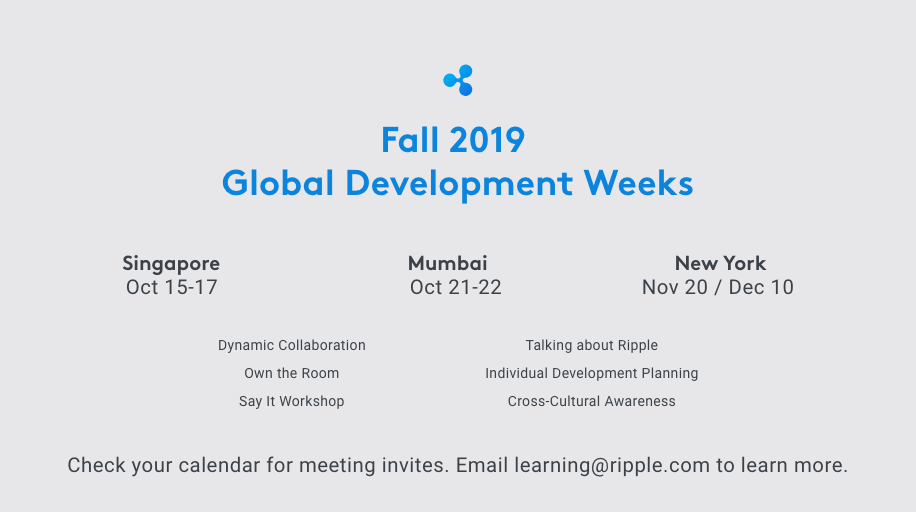 Fall 2019
Global Development Weeks
Singapore
Oct 15-17
Mumbai
Oct 21-22
New York
Nov 20 / Dec 10
Dynamic Collaboration
Own the Room
Say It Workshop
Talking about Ripple
Individual Development Planning
Cross-Cultural Awareness
Check your calendar for meeting invites. Email learning@ripple.com to learn more.